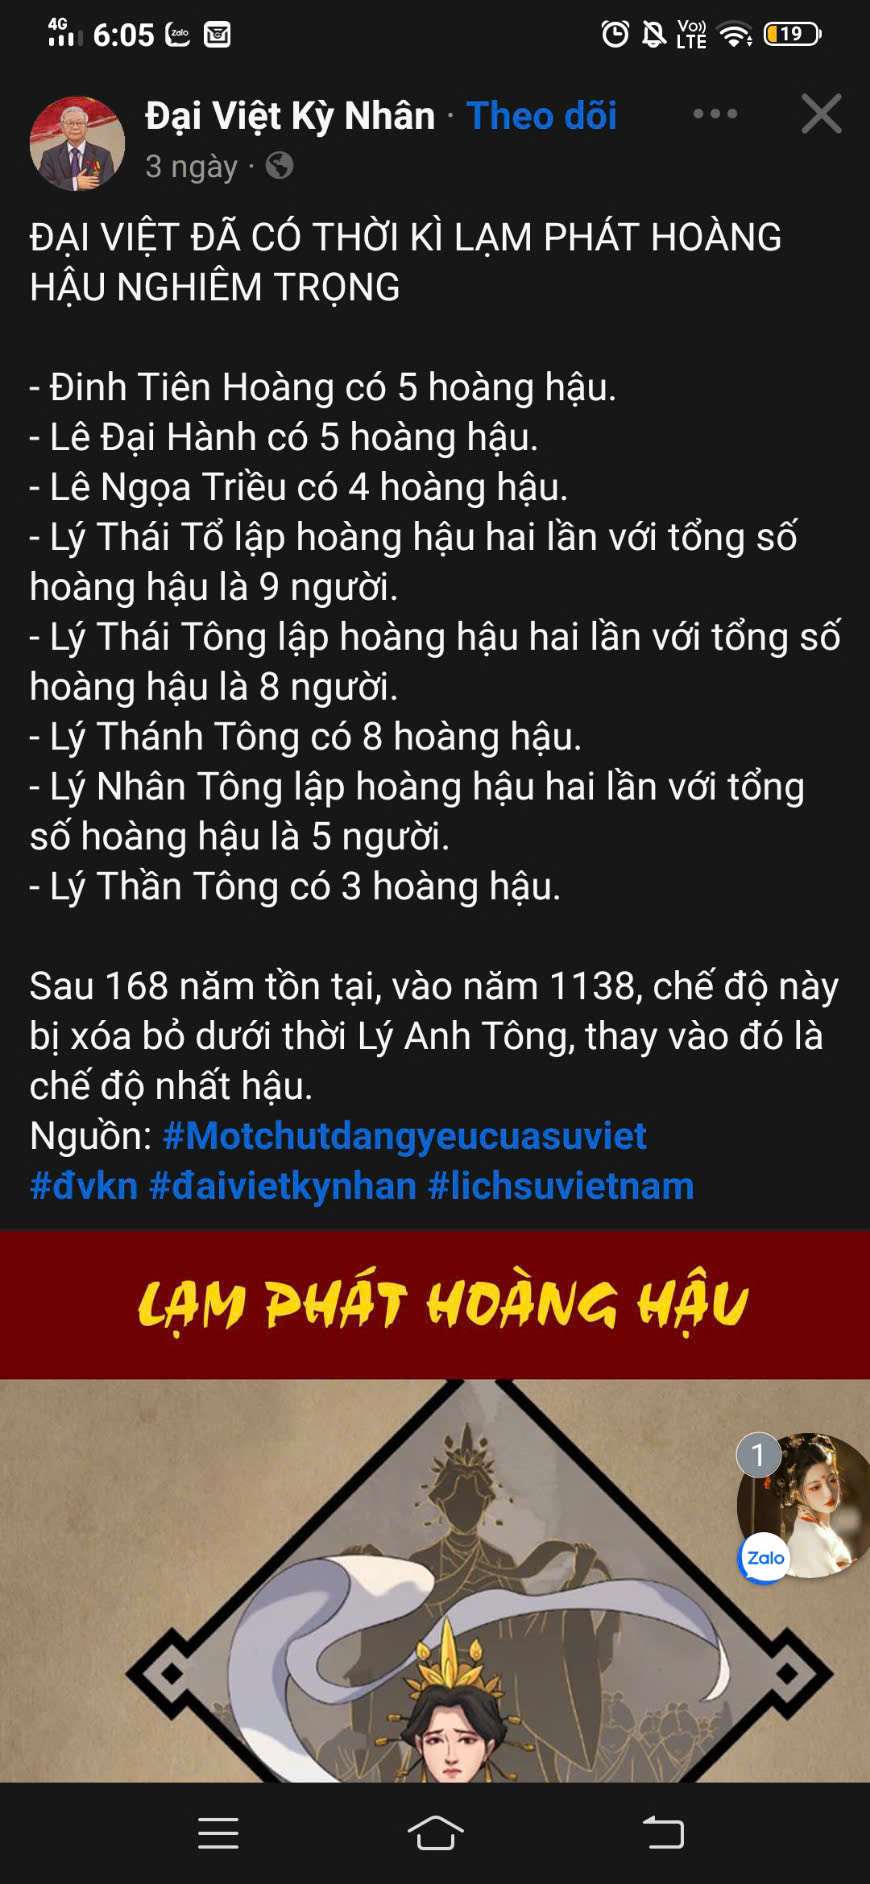 4G 6:05 Zalo Vo)) LTE 19
Đại Việt Kỳ Nhân · Theo dõi
3 ngày ·
ĐẠI VIỆT ĐÃ CÓ THỜI KÌ LẠM PHÁT HOÀNG
HẬU NGHIÊM TRỌNG
- Đinh Tiên Hoàng có 5 hoàng hậu.
- Lê Đại Hành có 5 hoàng hậu.
- Lê Ngọa Triều có 4 hoàng hậu.
- Lý Thái Tổ lập hoàng hậu hai lần với tổng số
hoàng hậu là 9 người.
- Lý Thái Tông lập hoàng hậu hai lần với tổng số
hoàng hậu là 8 người.
- Lý Thánh Tông có 8 hoàng hậu.
- Lý Nhân Tông lập hoàng hậu hai lần với tổng
số hoàng hậu là 5 người.
- Lý Thần Tông có 3 hoàng hậu.
Sau 168 năm tồn tại, vào năm 1138, chế độ này
bị xóa bỏ dưới thời Lý Anh Tông, thay vào đó là
chế độ nhất hậu.
Nguồn: #Motchutdangyeucuasuviet
#đvkn #đaivietkynhan #lichsuvietnam
LẠM PHÁT HOÀNG HẬU
1
Zalo